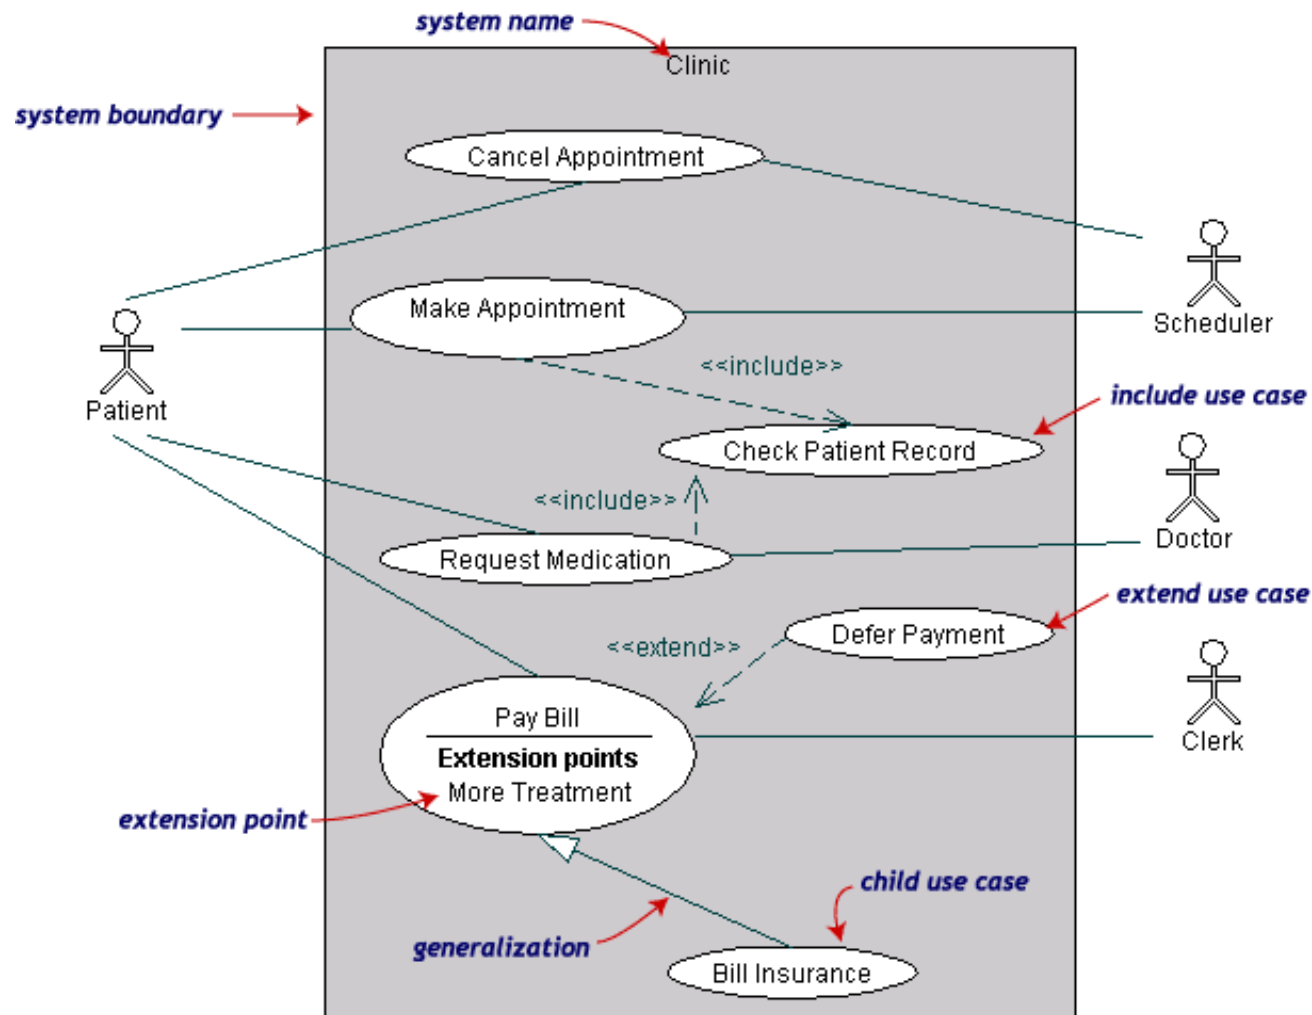 system name
Clinic
system boundary
Cancel Appointment
Make Appointment
Scheduler
<<include>>
Patient
include use case
Check Patient Record
<<include>>
Doctor
Request Medication
extend use case
Defer Payment
<<extend>>
Pay Bill
Clerk
Extension points
More Treatment
extension point
child use case
generalization
Bill Insurance